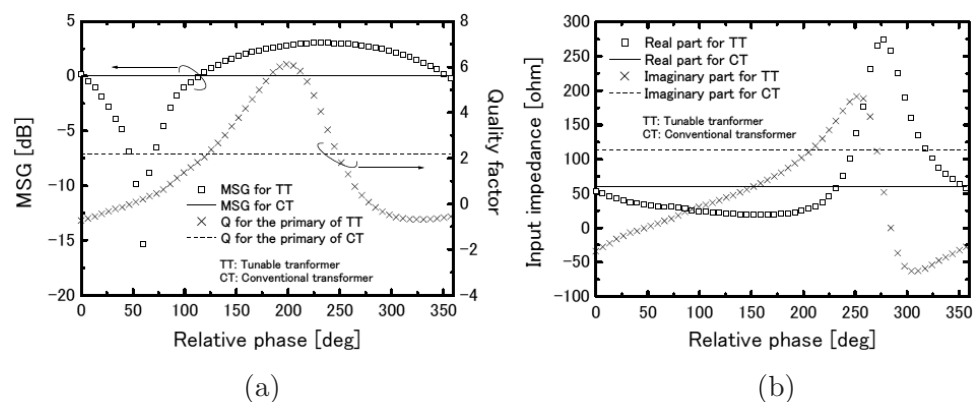 5
0
−5
−10
−15
−20
MSG [dB]
8
6
4
2
0
−2
−4
Quality factor
MSG for TT
MSG for CT
Q for the primary of TT
Q for the primary of CT
TT: Tunable tranformer
CT: Conventional transformer
0 50 100 150 200 250 300 350
Relative phase [deg]
(a)
300
250
200
150
100
50
0
−50
−100
Input impedance [ohm]
Real part for TT
Real part for CT
Imaginary part for TT
Imaginary part for CT
TT: Tunable tranformer
CT: Conventional transformer
0 50 100 150 200 250 300 350
Relative phase [deg]
(b)